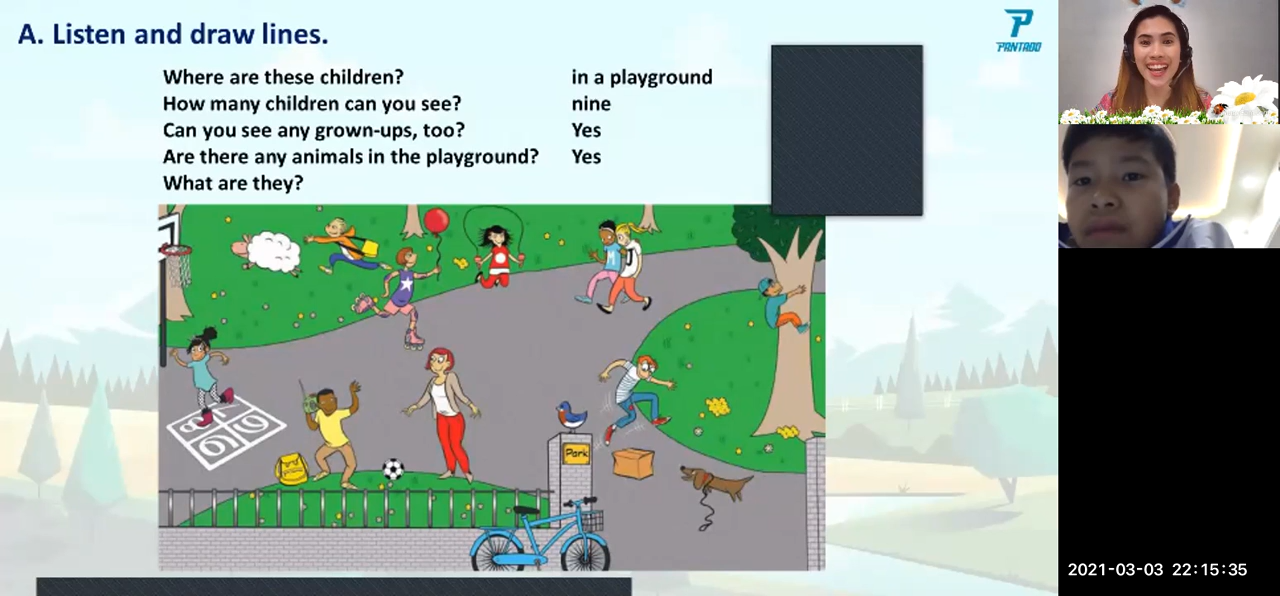 A. Listen and draw lines.
PANTADO
Where are these children? in a playground
How many children can you see? nine
Can you see any grown-ups, too? Yes
Are there any animals in the playground? Yes
What are they?
M
Park
2021-03-03 22:15:35